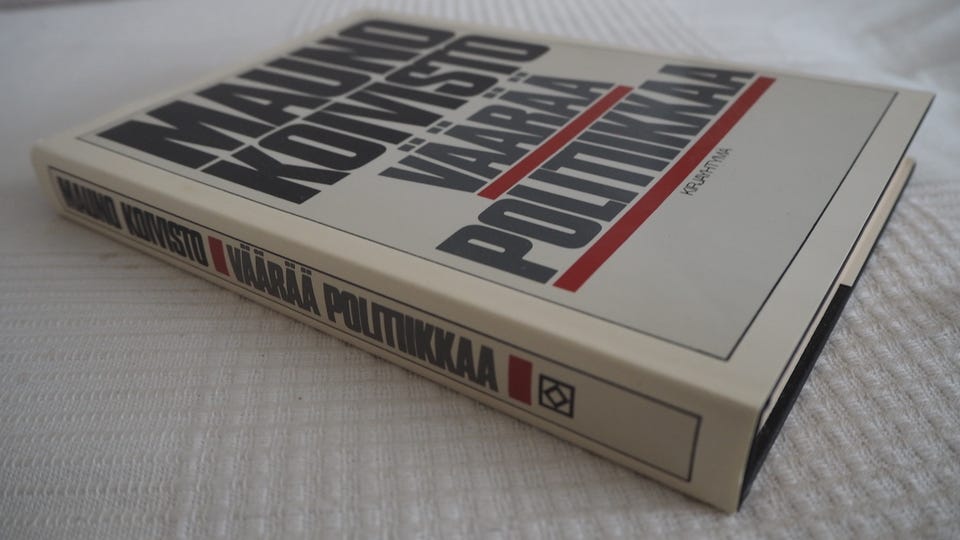 MAUNO
KOIVISTO
VÄÄRÄÄ
POLITIIKKAA
KIRJAYHTYMÄ
MAUNO KOIVISTO VÄÄRÄÄ POLITIIKKAA